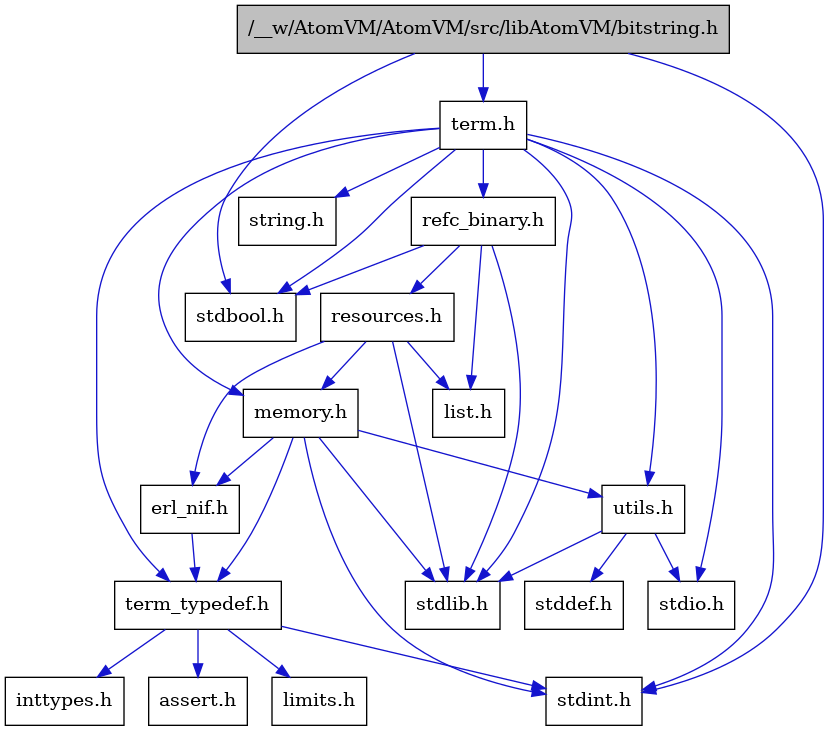 /__w/AtomVM/AtomVM/src/libAtomVM/bitstring.h
term.h
string.h
refc_binary.h
stdbool.h
resources.h
memory.h
list.h
erl_nif.h
utils.h
term_typedef.h
stdlib.h
stddef.h
stdio.h
inttypes.h
assert.h
limits.h
stdint.h